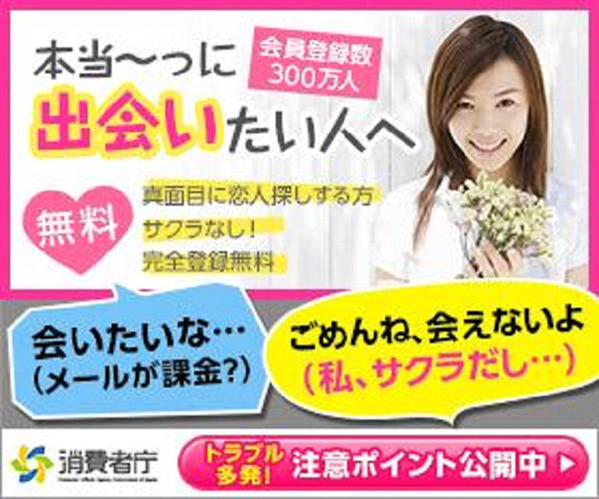 本当～っに
会員登録数
300万人
出会いたい人へ
無料
真面目に恋人探しする方
サクラなし!
完全登録無料
会いたいな…
(メールが課金?)
ごめんね、会えないよ
(私、サクラだし…)
消費者庁
トラブル
多発!
注意ポイント公開中